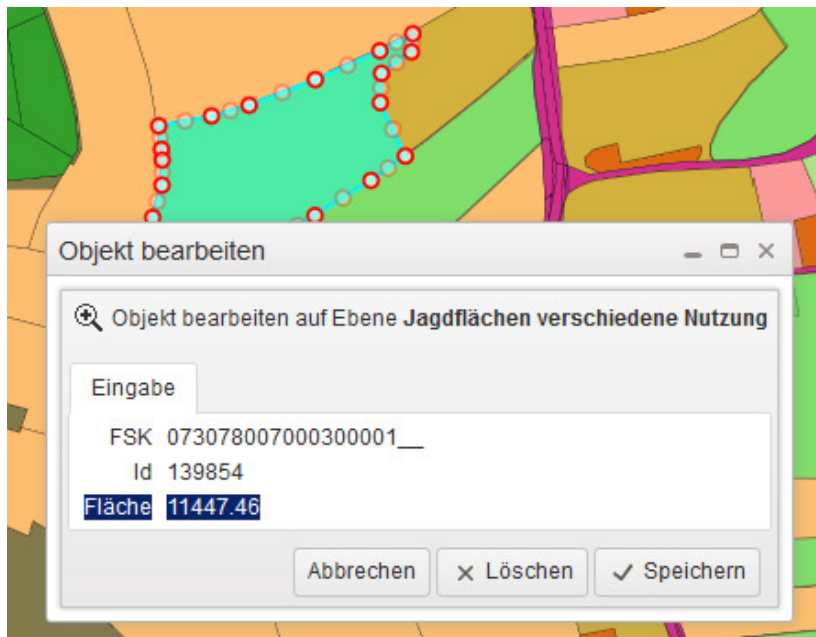 Objekt bearbeiten
Objekt bearbeiten auf Ebene Jagdflächen verschiedene Nutzung
Eingabe
FSK 073078007000300001__
Id 139854
Fläche 11447.46
Abbrechen Löschen Speichern